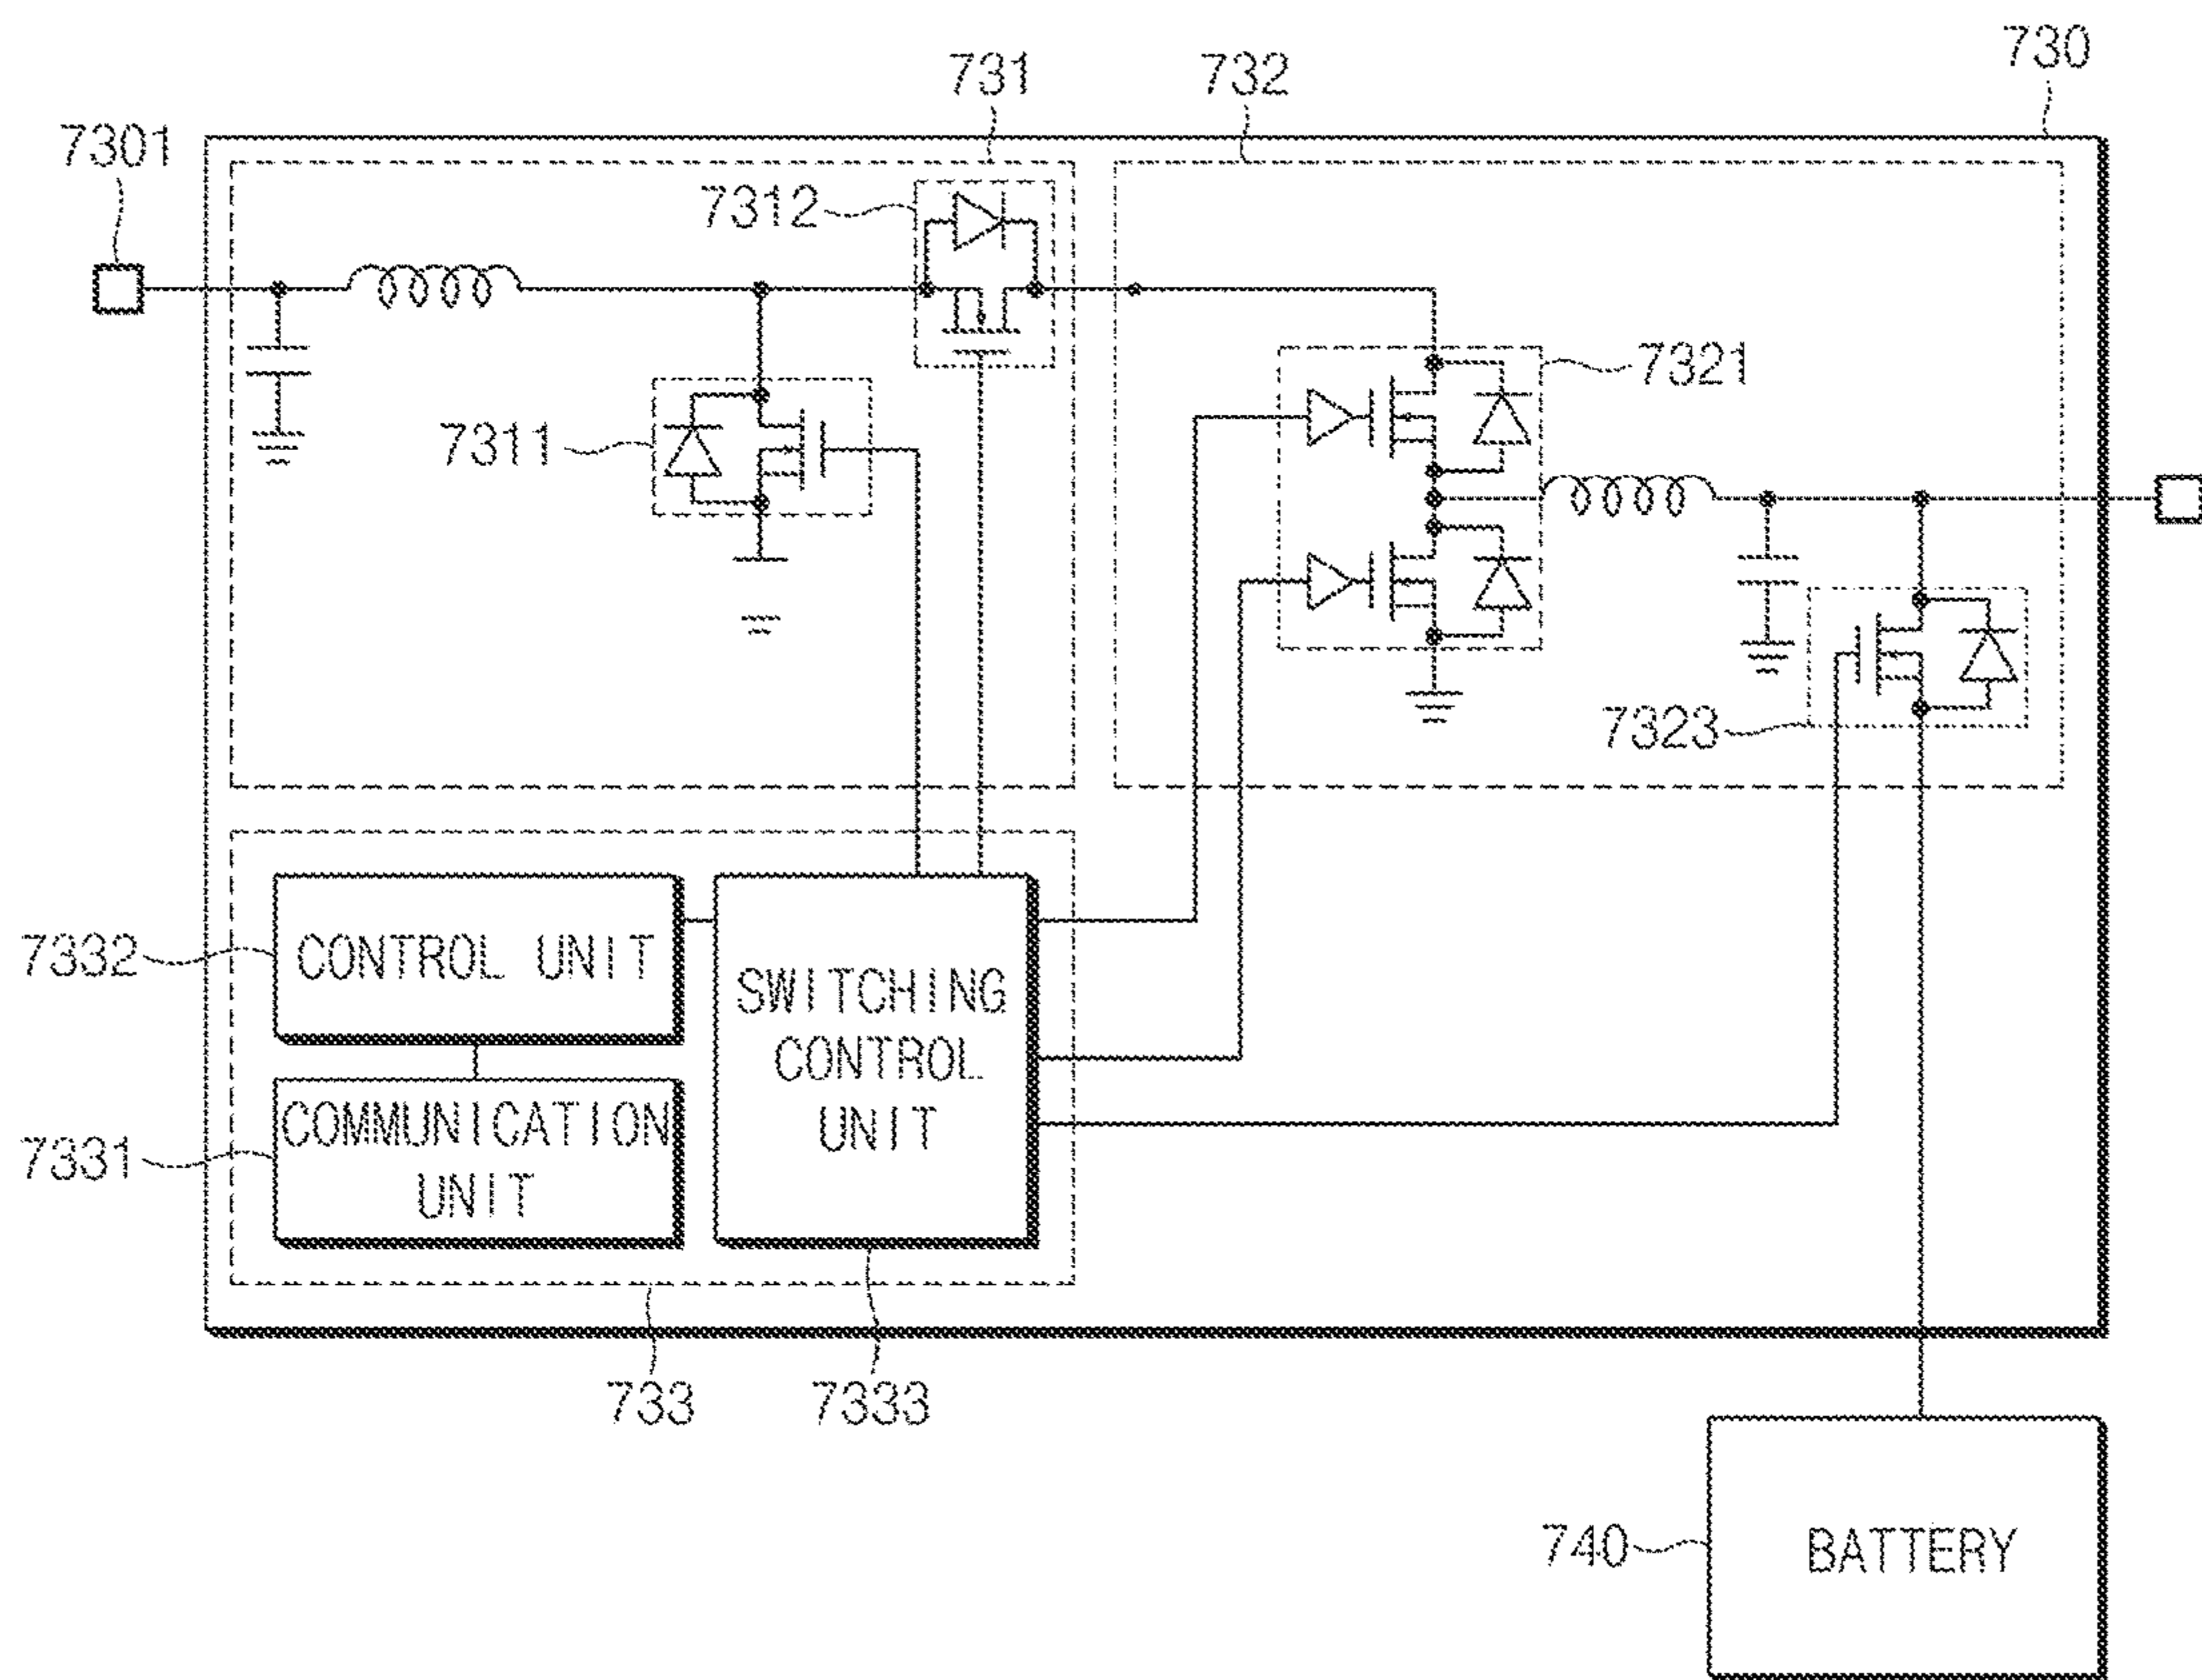 730
731
732
7301
7312
7321
7311
7323
CONTROL UNIT
7332
SWITCHING
CONTROL
UNIT
COMMUNICATION
UNIT
7331
733
7333
740
BATTERY